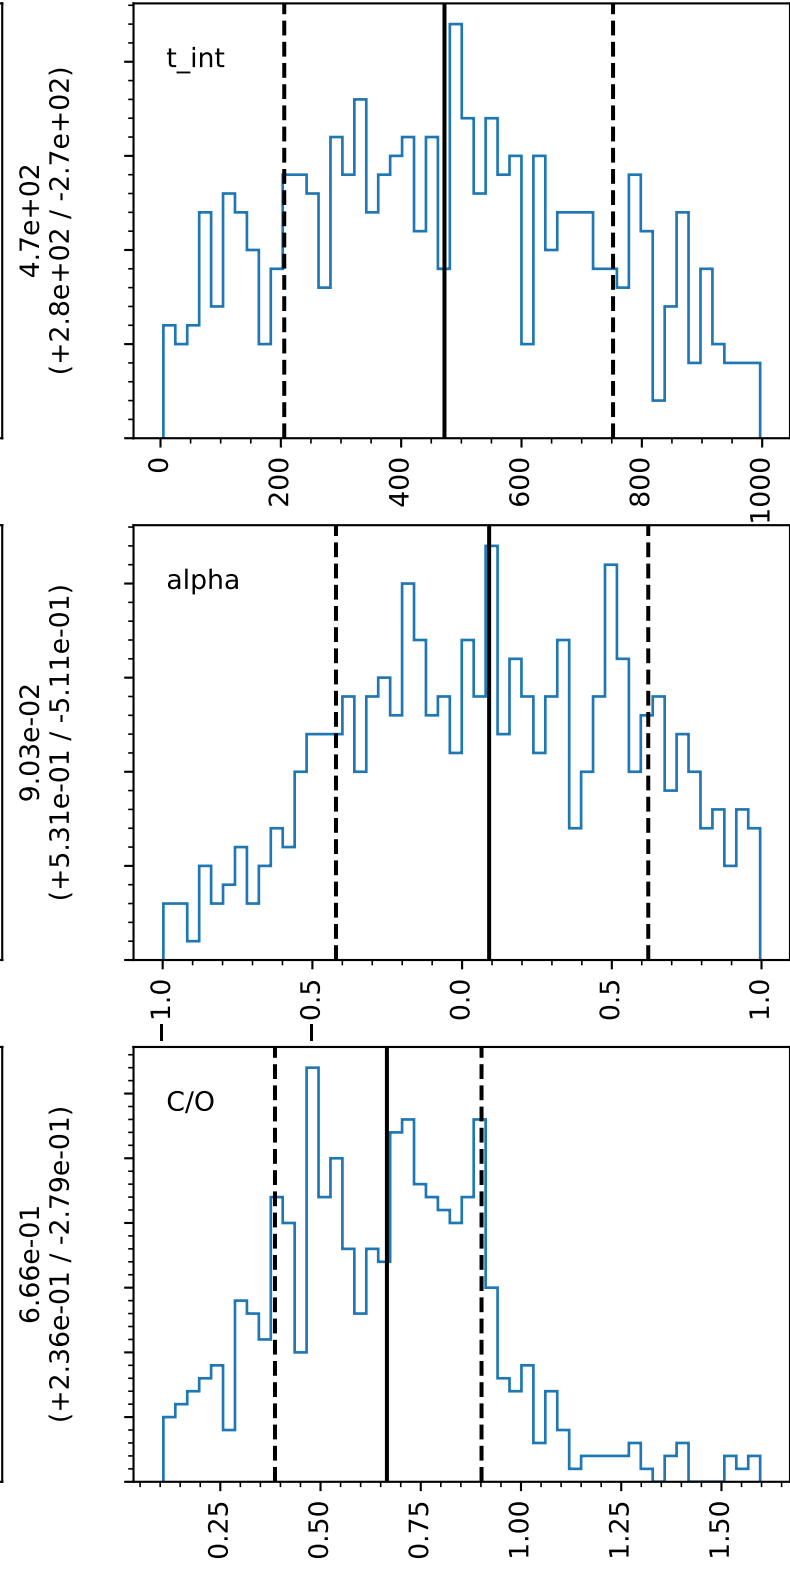 4.7e+02
(+2.8e+02 / -2.7e+02)
t_int
0
200
400
600
800
1000
9.03e-02
(+5.31e-01 / -5.11e-01)
alpha
−1.0
−0.5
0.0
0.5
1.0
6.66e-01
(+2.36e-01 / -2.79e-01)
C/O
0.25
0.50
0.75
1.00
1.25
1.50